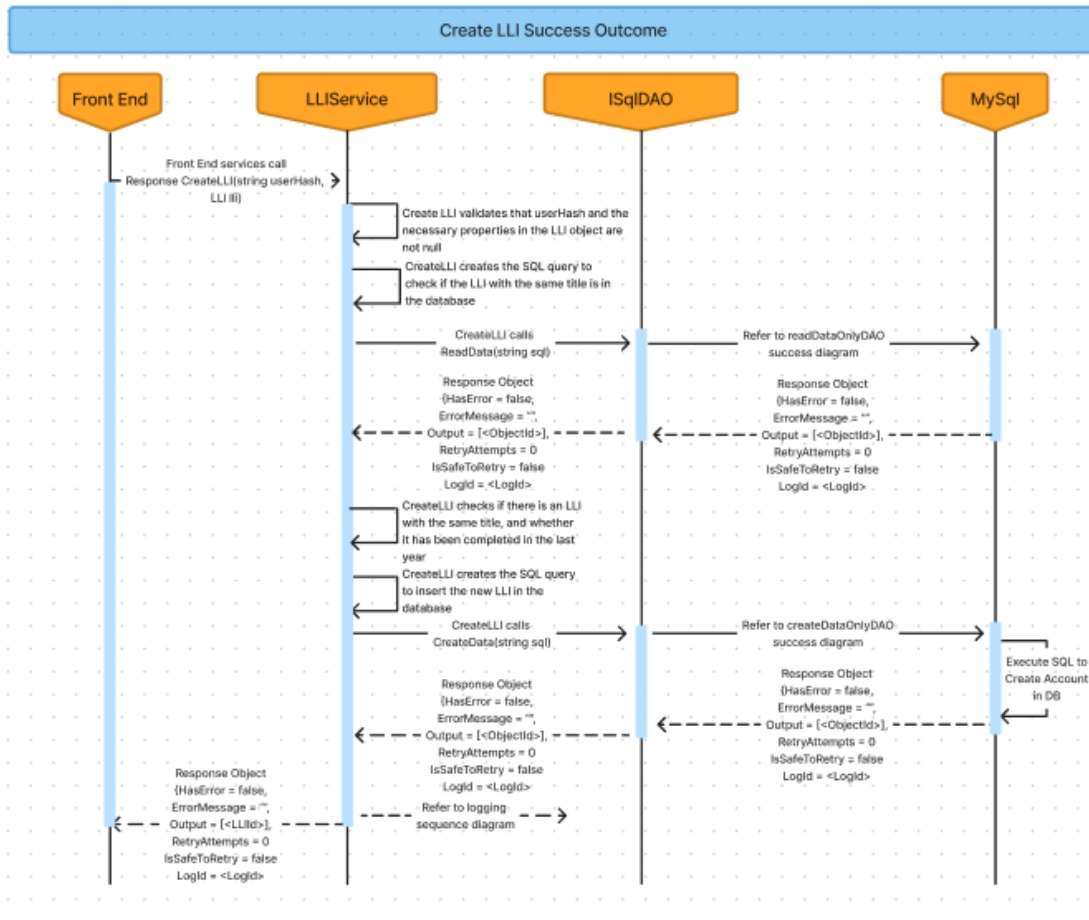 Create LLI Success Outcome
Front End
LLIService
ISqlDAO
MySql
Front End services call
Response CreateLLI(string userHash,
LLI lli)
Create LLI validates that userHash and the
necessary properties in the LLI object are
not null
CreateLLI creates the SQL query to
check if the LLI with the same title is in
the database
CreateLLI calls
ReadData(string sql)
Refer to readDataOnlyDAO
success diagram
Response Object
{HasError = false,
ErrorMessage = "",
Output = [<ObjectId>],
RetryAttempts = 0
IsSafeToRetry = false
LogId = <LogId>
Response Object
{HasError = false,
ErrorMessage = "",
Output = [<ObjectId>],
RetryAttempts = 0
IsSafeToRetry = false
LogId = <LogId>
CreateLLI checks if there is an LLI
with the same title, and whether
it has been completed in the last
year
CreateLLI creates the SQL query
to insert the new LLI in the
database
CreateLLI calls
CreateData(string sql)
Refer to createDataOnlyDAO
success diagram
Execute SQL to
Create Account
in DB
Response Object
{HasError = false,
ErrorMessage = "",
Output = [<ObjectId>],
RetryAttempts = 0
IsSafeToRetry = false
LogId = <LogId>
Response Object
{HasError = false,
ErrorMessage = "",
Output = [<ObjectId>],
RetryAttempts = 0
IsSafeToRetry = false
LogId = <LogId>
Refer to logging
sequence diagram
Response Object
{HasError = false,
ErrorMessage = "",
Output = [<LLIId>],
RetryAttempts = 0
IsSafeToRetry = false
LogId = <LogId>